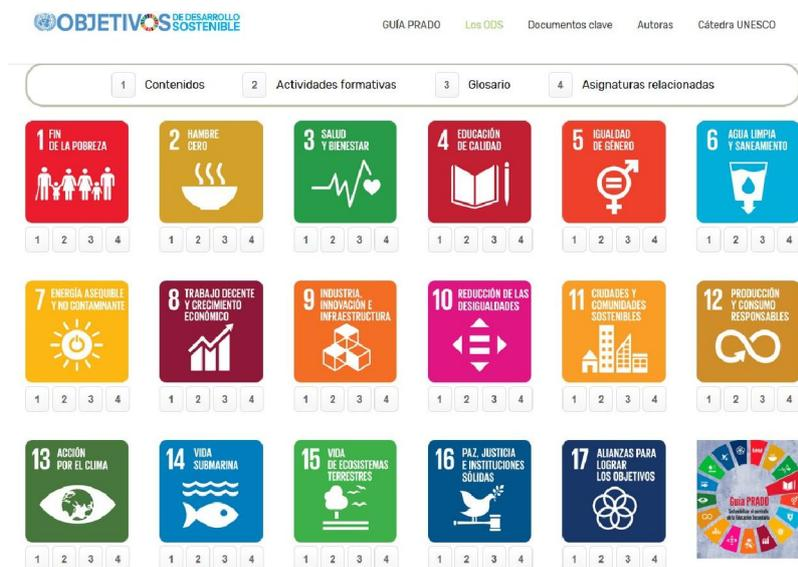 OBJETIVOS DE DESARROLLO SOSTENIBLE
GUÍA PRADO Los ODS Documentos clave Autoras Cátedra UNESCO
1 Contenidos 2 Actividades formativas 3 Glosario 4 Asignaturas relacionadas
1 FIN
DE LA POBREZA
2 HAMBRE
CERO
3 SALUD
Y BIENESTAR
4 EDUCACIÓN
DE CALIDAD
5 IGUALDAD
DE GÉNERO
6 AGUA LIMPIA
Y SANEAMIENTO
1 2 3 4 1 2 3 4 1 2 3 4 1 2 3 4 1 2 3 4 1 2 3 4
7 ENERGÍA ASEQUIBLE
Y NO CONTAMINANTE
8 TRABAJO DECENTE
Y CRECIMIENTO
ECONÓMICO
9 INDUSTRIA,
INNOVACIÓN E
INFRAESTRUCTURA
10 REDUCCIÓN DE LAS
DESIGUALDADES
11 CIUDADES Y
COMUNIDADES
SOSTENIBLES
12 PRODUCCIÓN
Y CONSUMO
RESPONSABLES
1 2 3 4 1 2 3 4 1 2 3 4 1 2 3 4 1 2 3 4 1 2 3 4
13 ACCIÓN
POR EL CLIMA
14 VIDA
SUBMARINA
15 VIDA
DE ECOSISTEMAS
TERRESTRES
16 PAZ, JUSTICIA
E INSTITUCIONES
SÓLIDAS
17 ALIANZAS PARA
LOGRAR
LOS OBJETIVOS
Guía PRADO
Sostenibilizar el currículo
de la Educación Secundaria
1 2 3 4 1 2 3 4 1 2 3 4 1 2 3 4 1 2 3 4